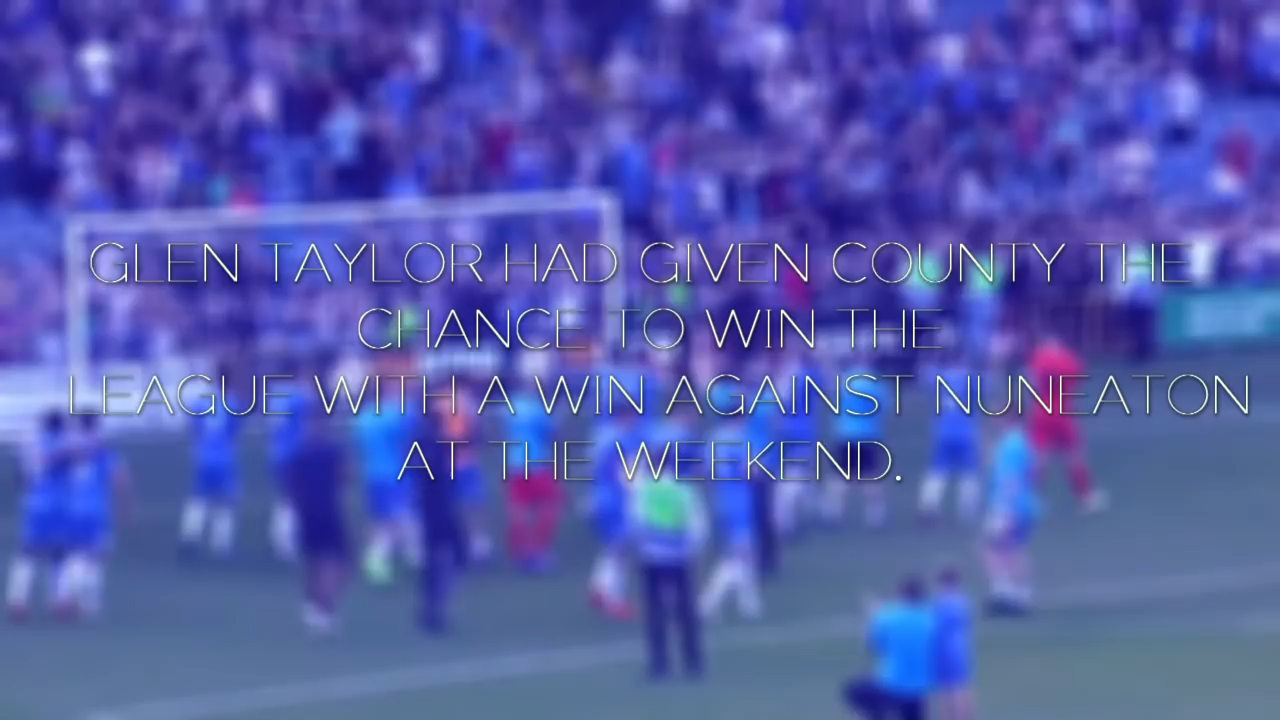 GLEN TAYLOR HAD GIVEN COUNTY THE
CHANCE TO WIN THE
LEAGUE WITH A WIN AGAINST NUNEATON
AT THE WEEKEND.